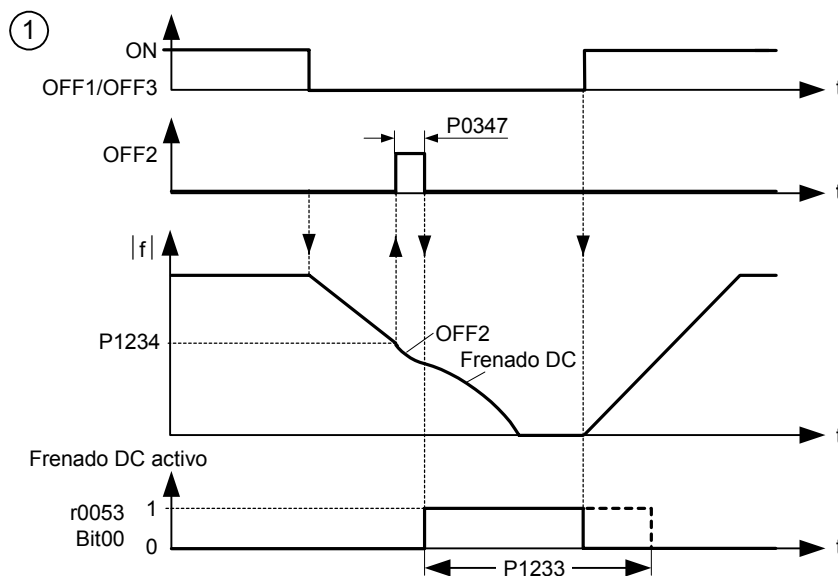 1
ON
OFF1/OFF3
t
P0347
OFF2
t
|f|
P1234
OFF2
Frenado DC
t
Frenado DC activo
r0053 1
Bit00 0
t
P1233